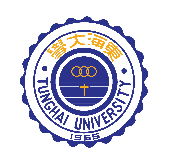 東海大學
• TUNGHAI UNIVERSITY •
1955